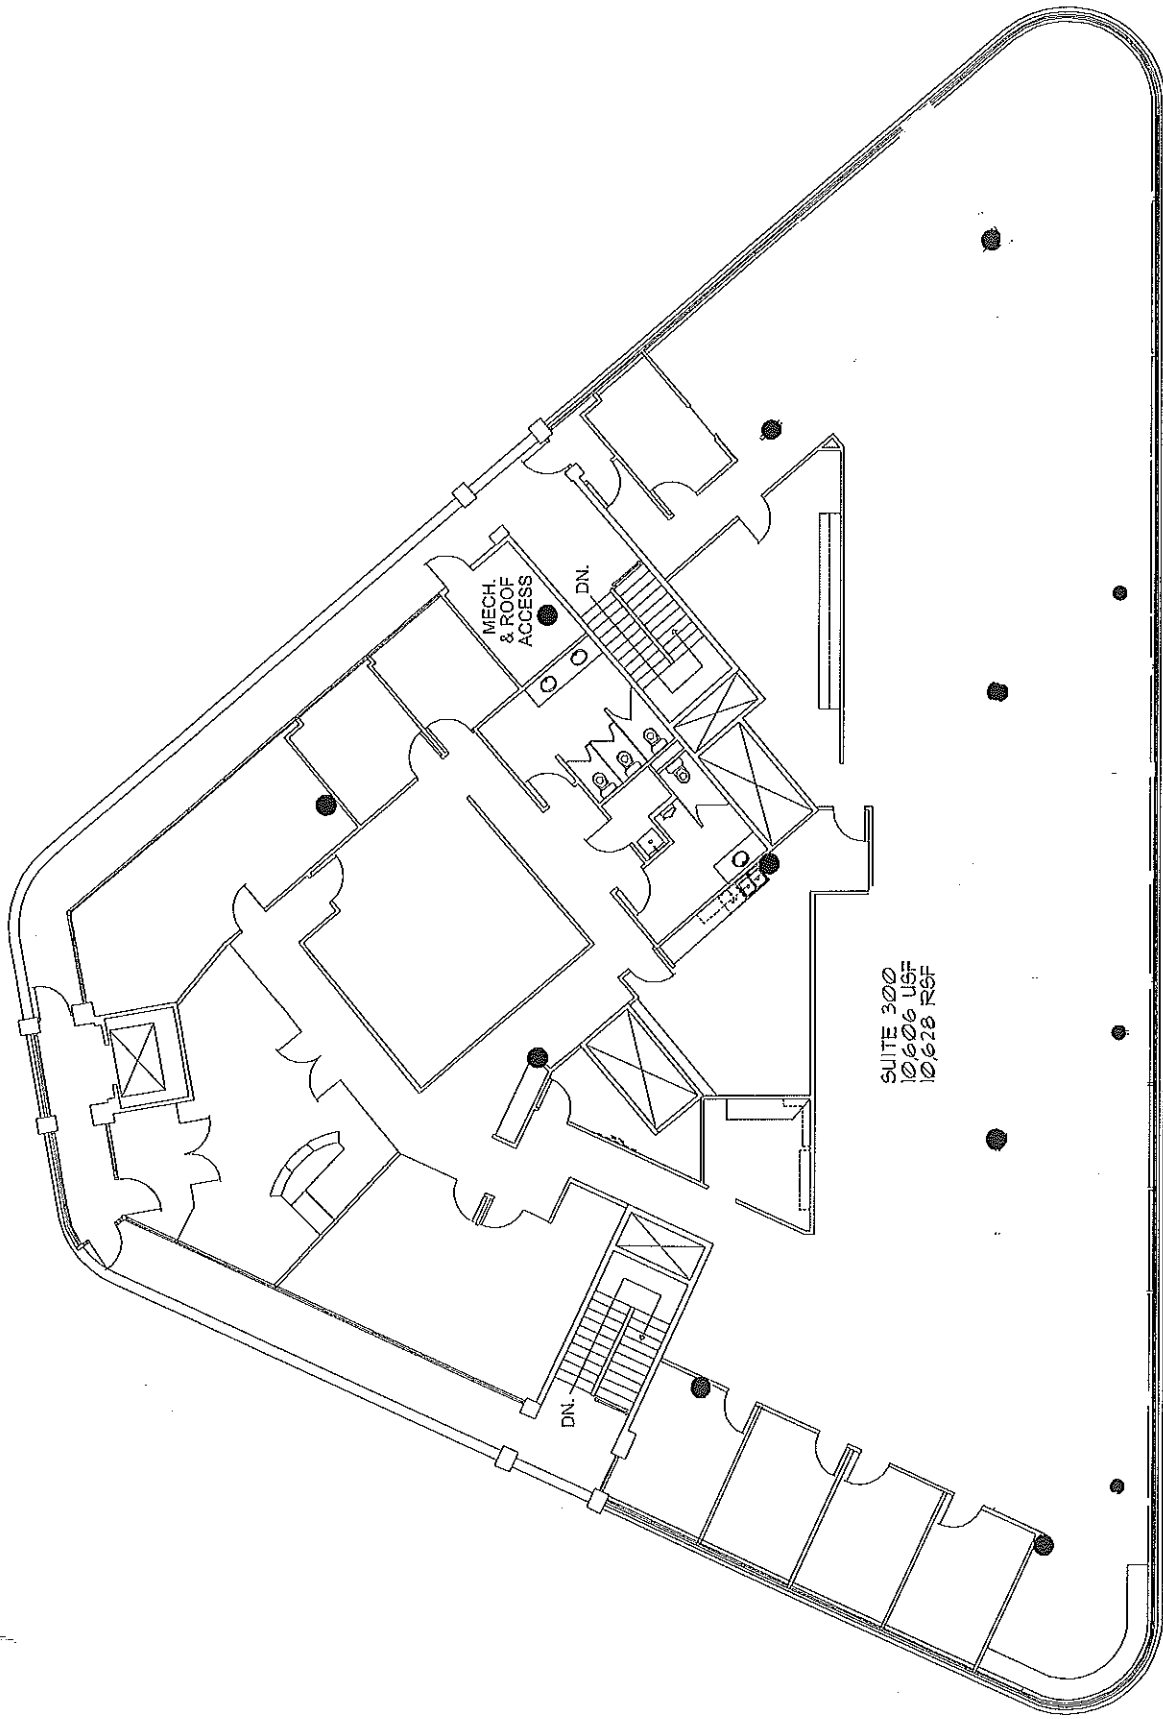 MECH.
& ROOF
ACCESS
DN.
SUITE 300
10,606 USF
10,628 RSF
DN.